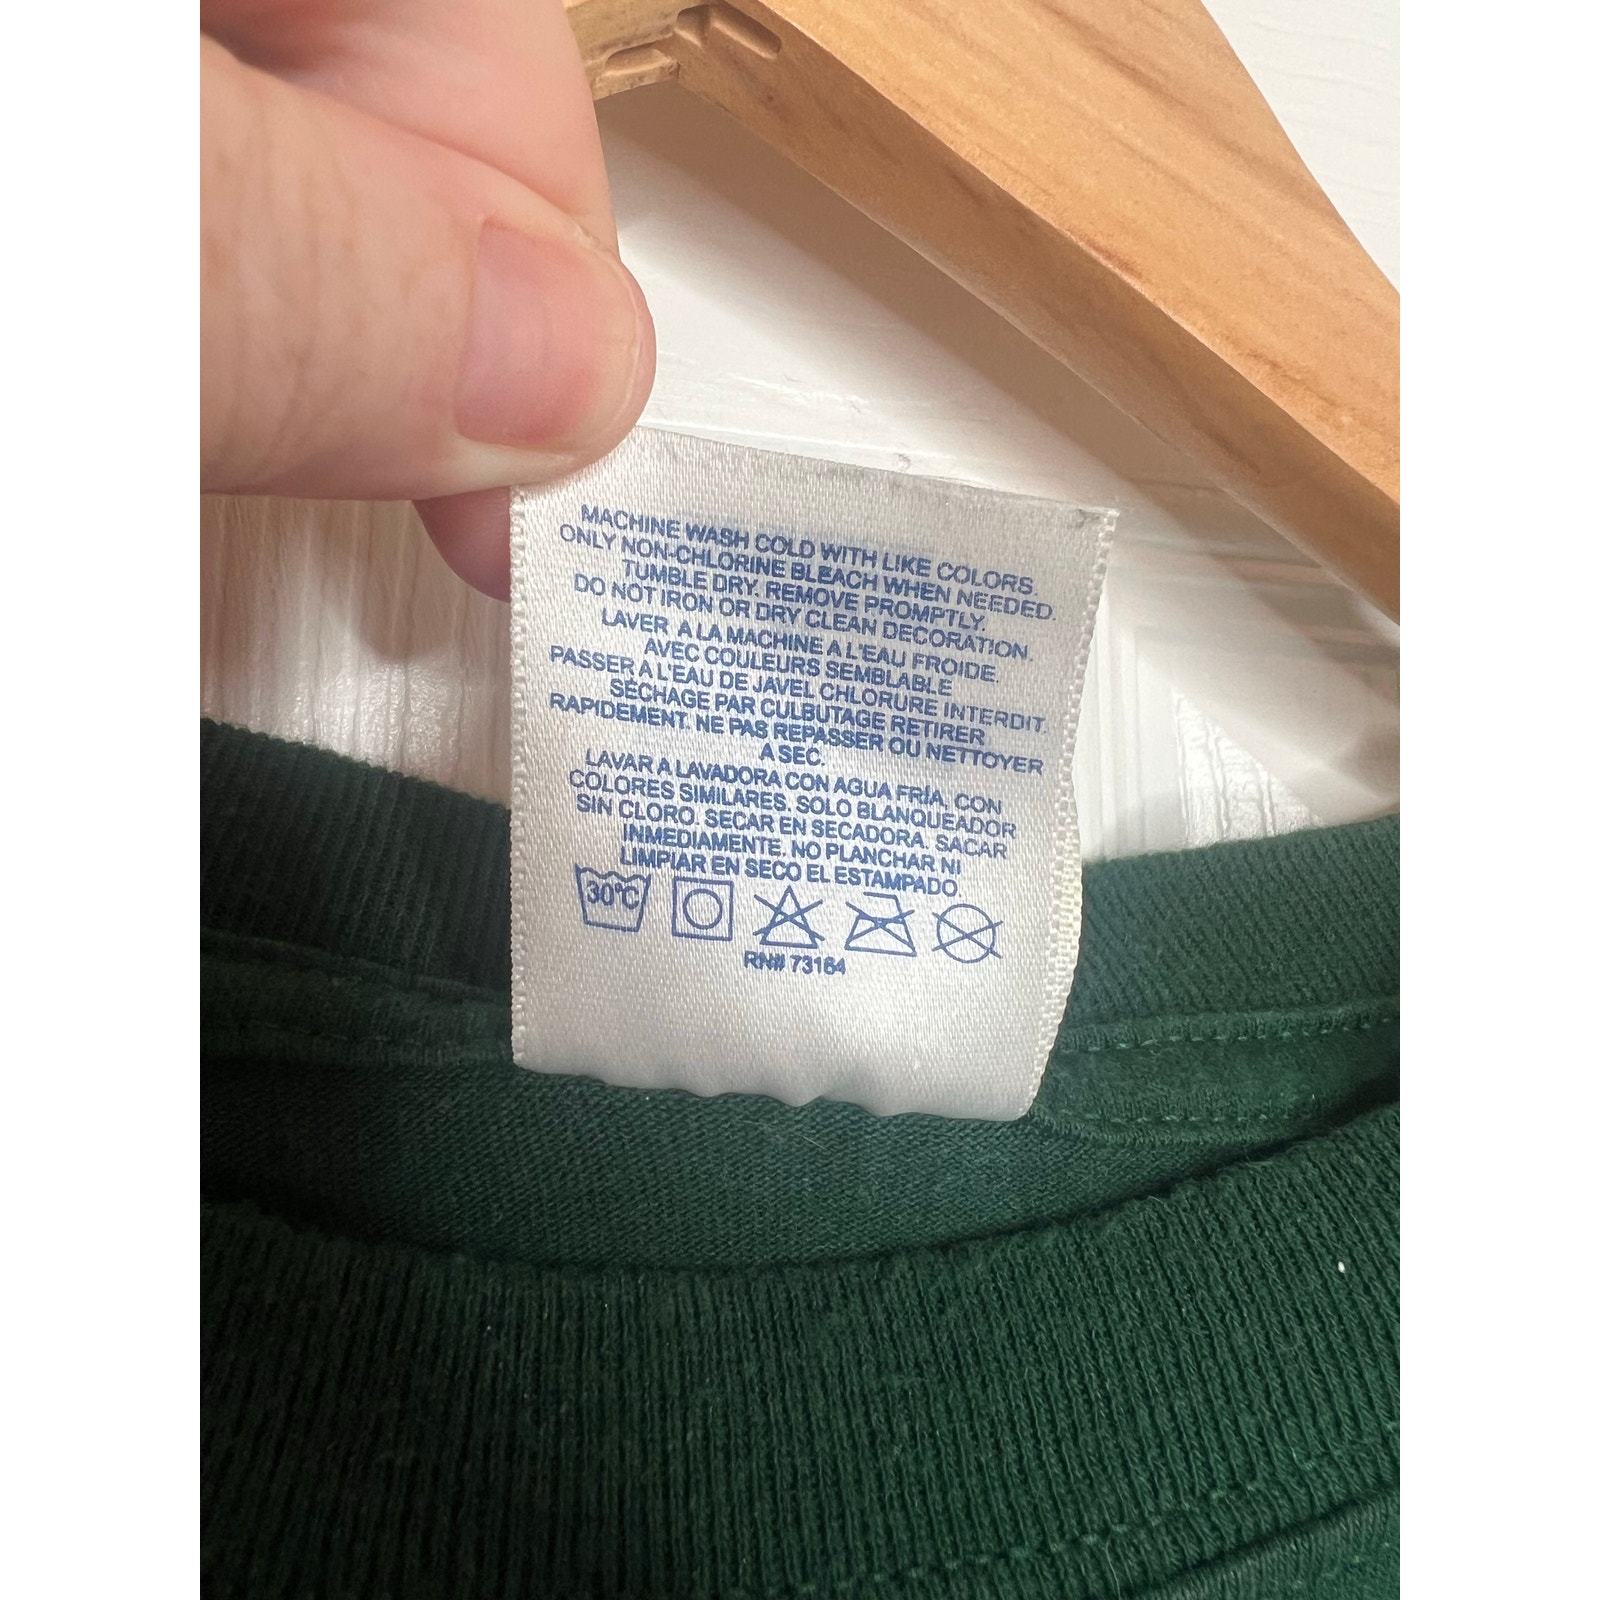 MACHINE WASH COLD WITH LIKE COLORS.
ONLY NON-CHLORINE BLEACH WHEN NEEDED.
TUMBLE DRY. REMOVE PROMPTLY.
DO NOT IRON OR DRY CLEAN DECORATION.
LAVER A LA MACHINE A L'EAU FROIDE.
AVEC COULEURS SEMBLABLE
PASSER A L'EAU DE JAVEL CHLORURE INTERDIT.
SÉCHAGE PAR CULBUTAGE RETIRER
RAPIDEMENT. NE PAS REPASSER OU NETTOYER
A SEC.
LAVAR A LAVADORA CON AGUA FRÍA, CON
COLORES SIMILARES. SOLO BLANQUEADOR
SIN CLORO. SECAR EN SECADORA. SACAR
INMEDIAMENTE. NO PLANCHAR NI
LIMPIAR EN SECO EL ESTAMPADO
30°C
RN# 73164